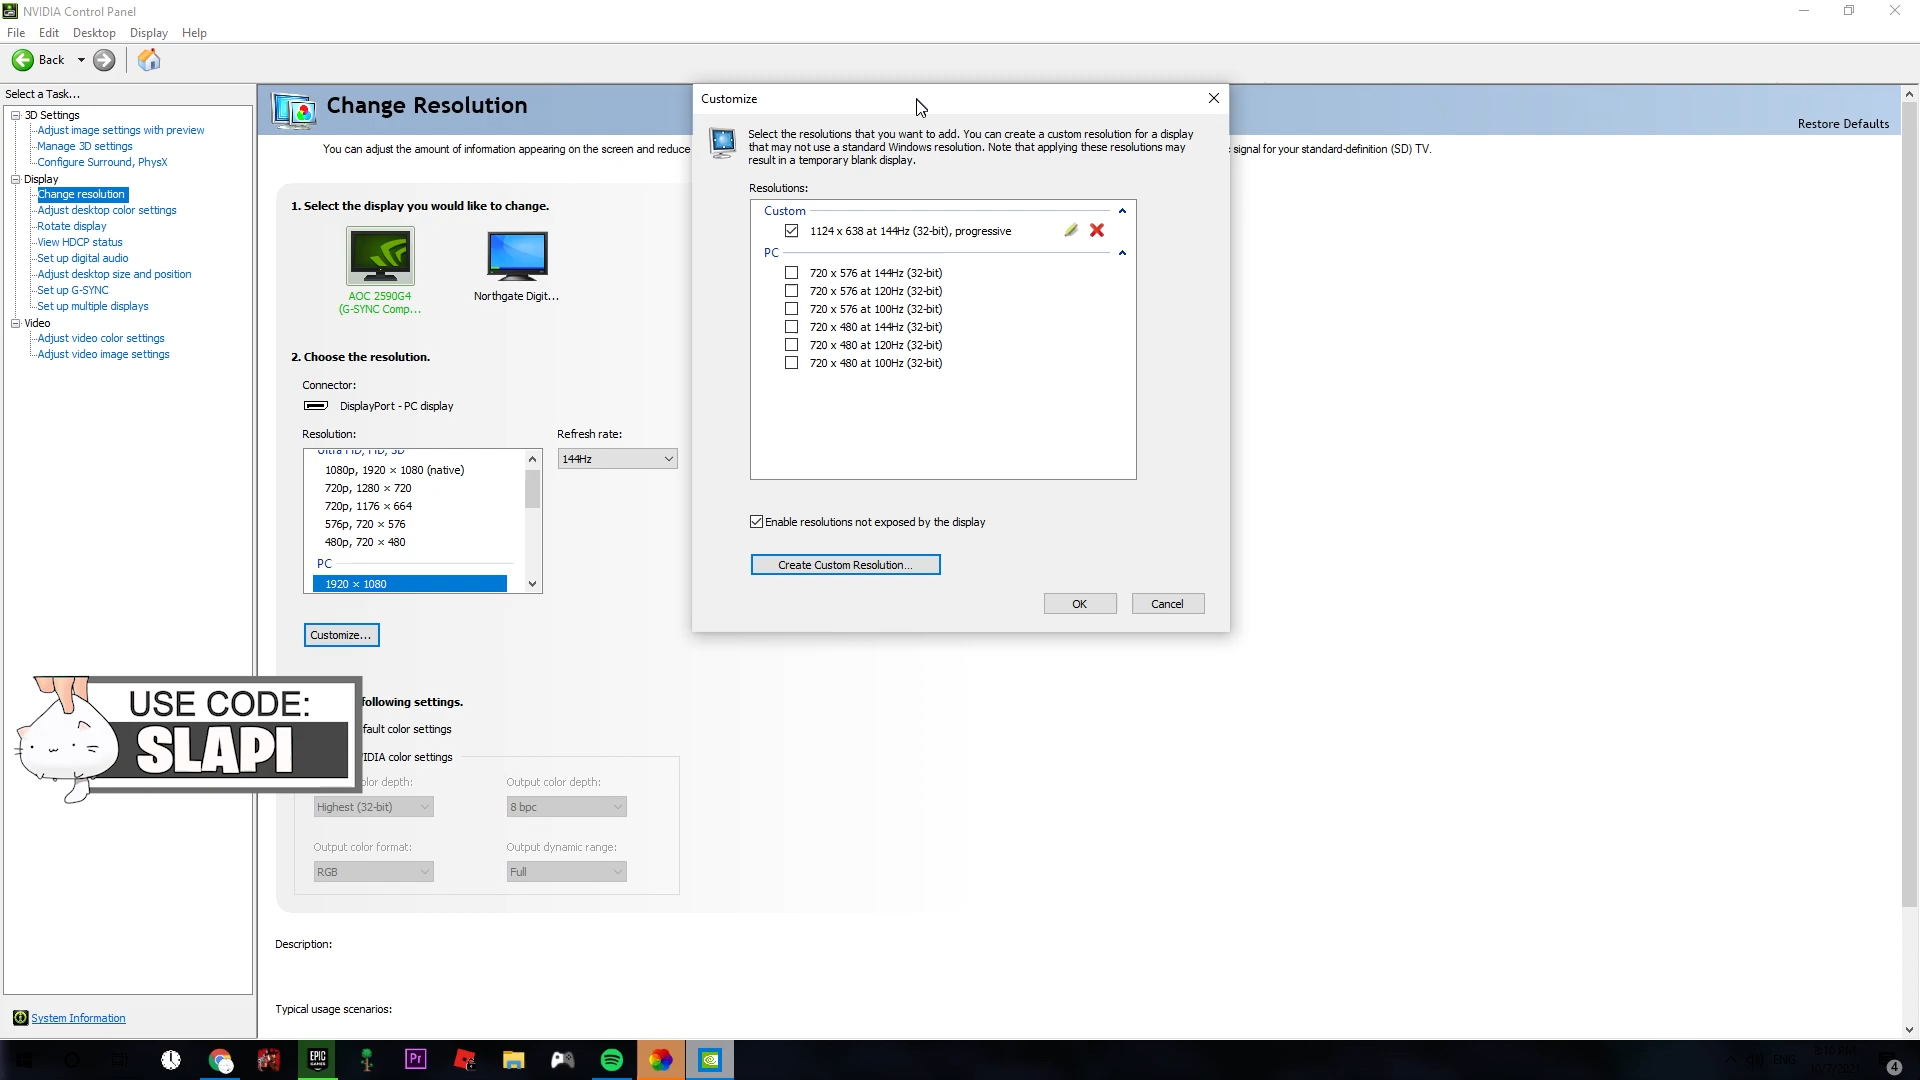 NVIDIA Control Panel
File Edit Desktop Display Help
Back
Select a Task...
3D Settings
Adjust image settings with preview
Manage 3D settings
Configure Surround, PhysX
Display
Change resolution
Adjust desktop color settings
Rotate display
View HDCP status
Set up digital audio
Adjust desktop size and position
Set up G-SYNC
Set up multiple displays
Video
Adjust video color settings
Adjust video image settings
System Information
Change Resolution
Restore Defaults
You can adjust the amount of information appearing on the screen and reduce
signal for your standard-definition (SD) TV.
1. Select the display you would like to change.
AOC 2590G4
(G-SYNC Comp...
Northgate Digit...
2. Choose the resolution.
Connector:
DisplayPort - PC display
Resolution:
Refresh rate:
Ultra HD, HD, SD
144Hz
1080p, 1920 × 1080 (native)
720p, 1280 × 720
720p, 1176 × 664
576p, 720 × 576
480p, 720 × 480
PC
1920 × 1080
Customize...
following settings.
fault color settings
VIDIA color settings
olor depth:
Output color depth:
Highest (32-bit)
8 bpc
Output color format:
Output dynamic range:
RGB
Full
Description:
Typical usage scenarios:
Customize
Select the resolutions that you want to add. You can create a custom resolution for a display
that may not use a standard Windows resolution. Note that applying these resolutions may
result in a temporary blank display.
Resolutions:
Custom
1124 x 638 at 144Hz (32-bit), progressive
PC
720 x 576 at 144Hz (32-bit)
720 x 576 at 120Hz (32-bit)
720 x 576 at 100Hz (32-bit)
720 x 480 at 144Hz (32-bit)
720 x 480 at 120Hz (32-bit)
720 x 480 at 100Hz (32-bit)
Enable resolutions not exposed by the display
Create Custom Resolution...
OK
Cancel
USE CODE:
SLAPI
EPIC
GAMES
Pr
ENG
4